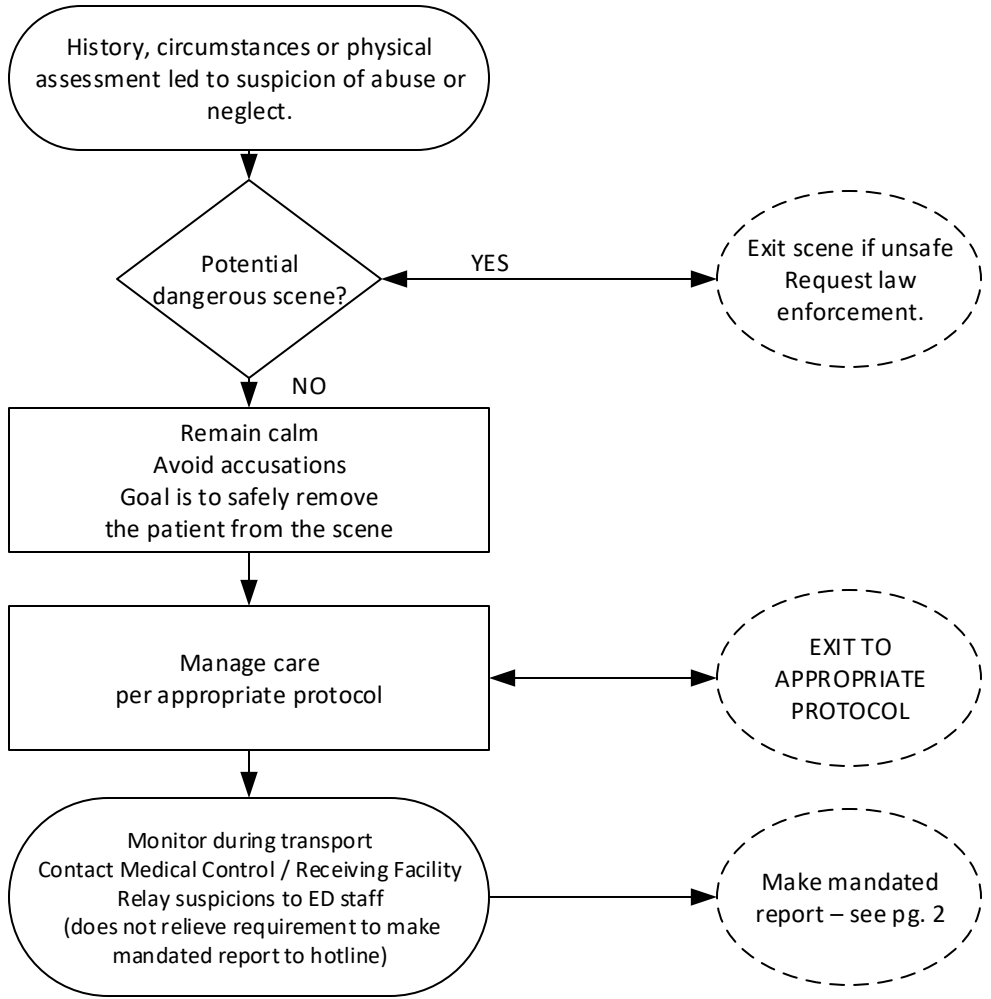 History, circumstances or physical
assessment led to suspicion of abuse or
neglect.
Potential
dangerous scene?
YES
Exit scene if unsafe
Request law
enforcement.
NO
Remain calm
Avoid accusations
Goal is to safely remove
the patient from the scene
Manage care
per appropriate protocol
EXIT TO
APPROPRIATE
PROTOCOL
Monitor during transport
Contact Medical Control / Receiving Facility
Relay suspicions to ED staff
(does not relieve requirement to make
mandated report to hotline)
Make mandated
report – see pg. 2